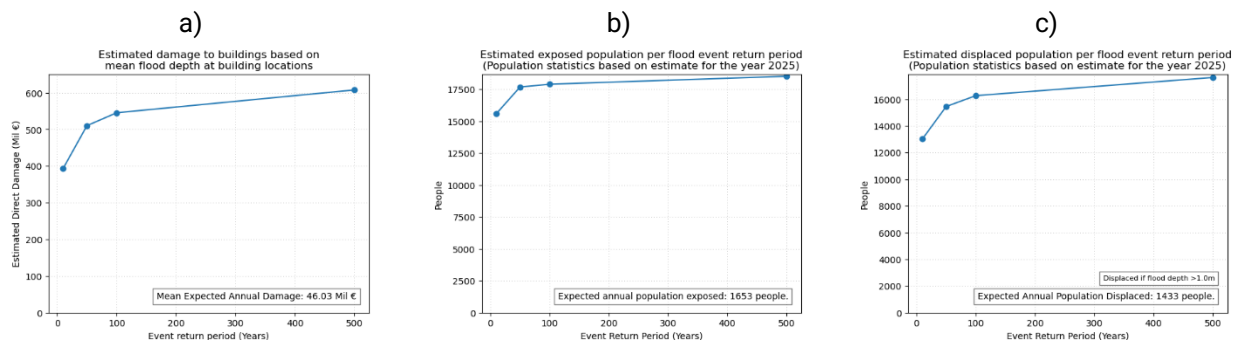 a)
Estimated damage to buildings based on
mean flood depth at building locations
600
500
400
300
200
100
0
Estimated Direct Damage (Mil €)
Mean Expected Annual Damage: 46.03 Mil €
0 100 200 300 400 500
Event return period (Years)
b)
Estimated exposed population per flood event return period
(Population statistics based on estimate for the year 2025)
17500
15000
12500
10000
7500
5000
2500
0
People
Expected annual population exposed: 1653 people.
0 100 200 300 400 500
Event Return Period (Years)
c)
Estimated displaced population per flood event return period
(Population statistics based on estimate for the year 2025)
16000
14000
12000
10000
8000
6000
4000
2000
0
People
Displaced if flood depth >1.0m
Expected Annual Population Displaced: 1433 people.
0 100 200 300 400 500
Event Return Period (Years)